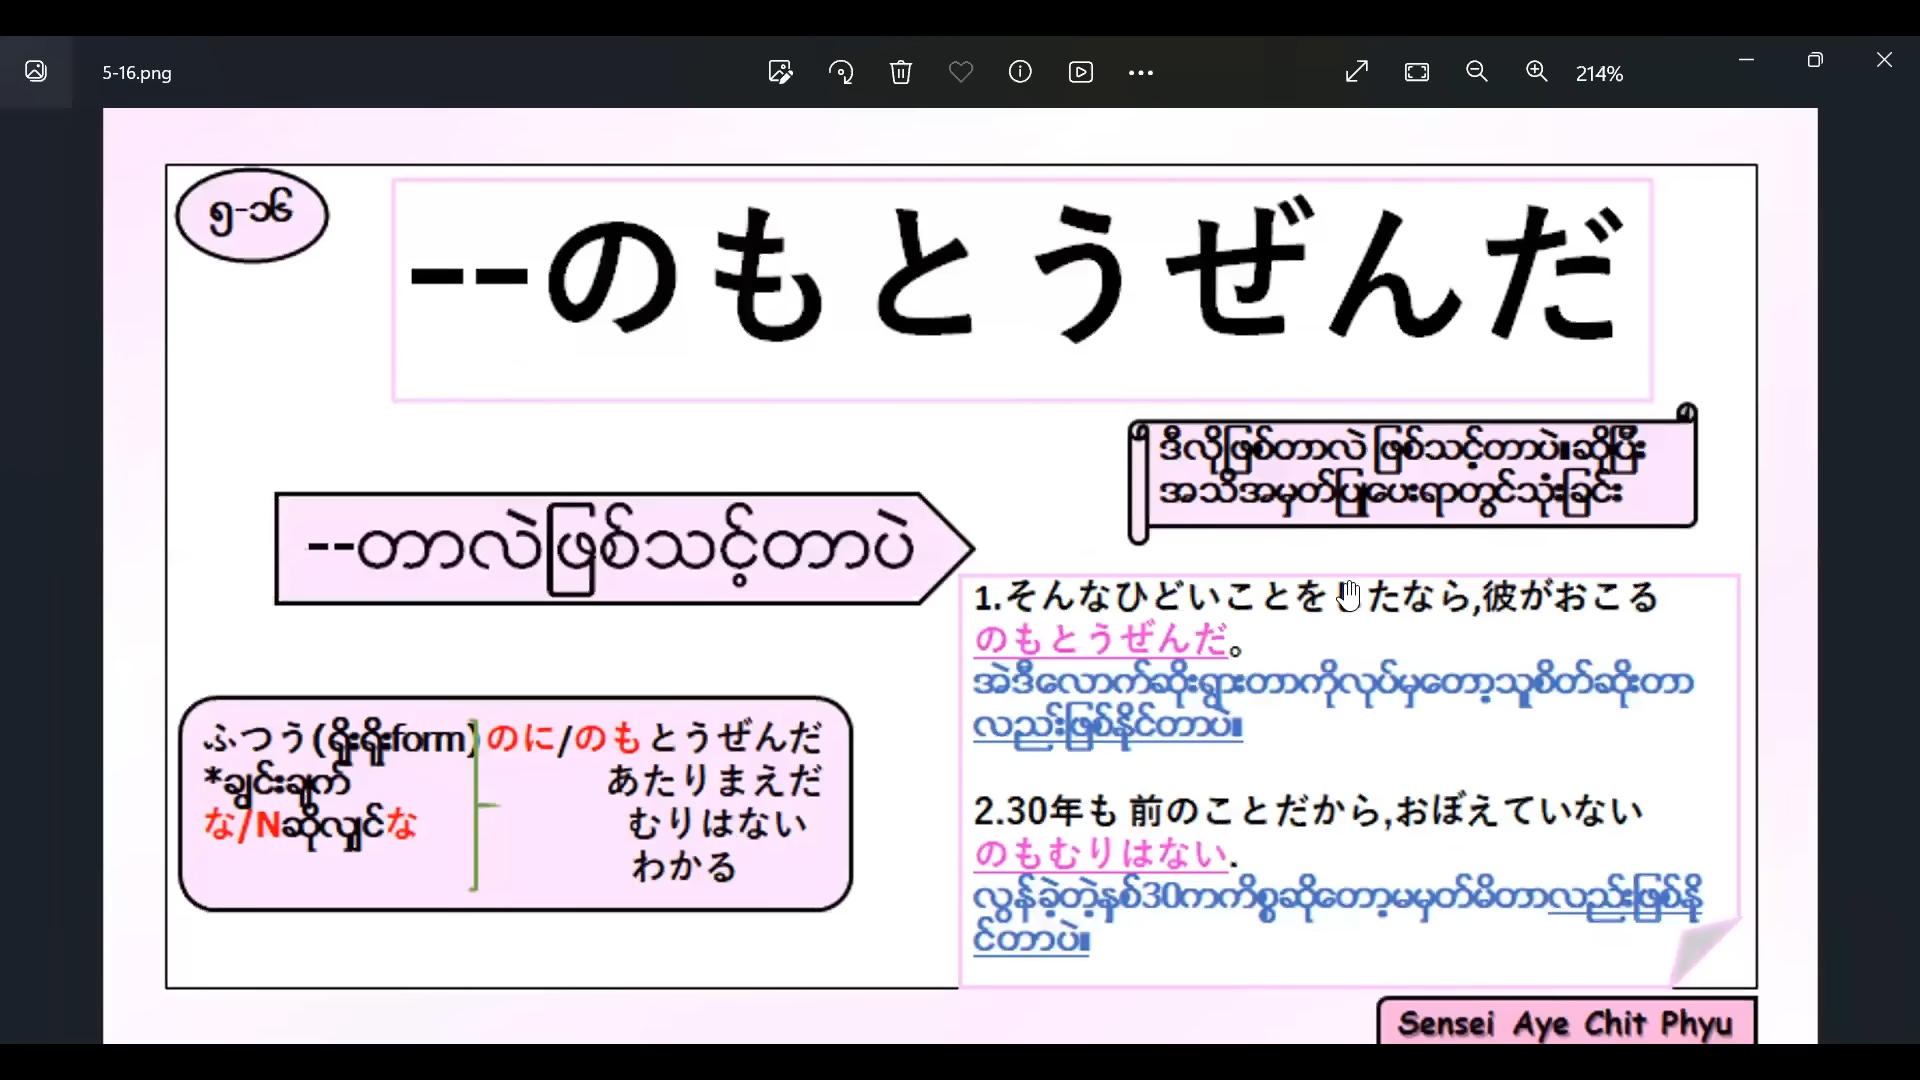 5-16.png
214%
၅-၁၆
--のもとうぜんだ
ဒီလိုဖြစ်တာလဲ ဖြစ်သင့်တာပဲ။ဆိုပြီး
အသိအမှတ်ပြုပေးရာတွင်သုံးခြင်း
--တာလဲဖြစ်သင့်တာပဲ
ふつう(ရိုးရိုးform)のに/のもとうぜんだ
*ချွင်းချက် あたりまえだ
な/Nဆိုလျှင်な むりはない
わかる
1.そんなひどいことを たなら,彼がおこる
のもとうぜんだ。
အဲဒီလောက်ဆိုးရွားတာကိုလုပ်မှတော့သူစိတ်ဆိုးတာ
လည်းဖြစ်နိုင်တာပဲ။
2.30年も 前のことだから,おぼえていない
のもむりはない.
လွန်ခဲ့တဲ့နှစ်30ကကိစ္စဆိုတော့မမှတ်မိတာလည်းဖြစ်နို
င်တာပဲ။
Sensei Aye Chit Phyu